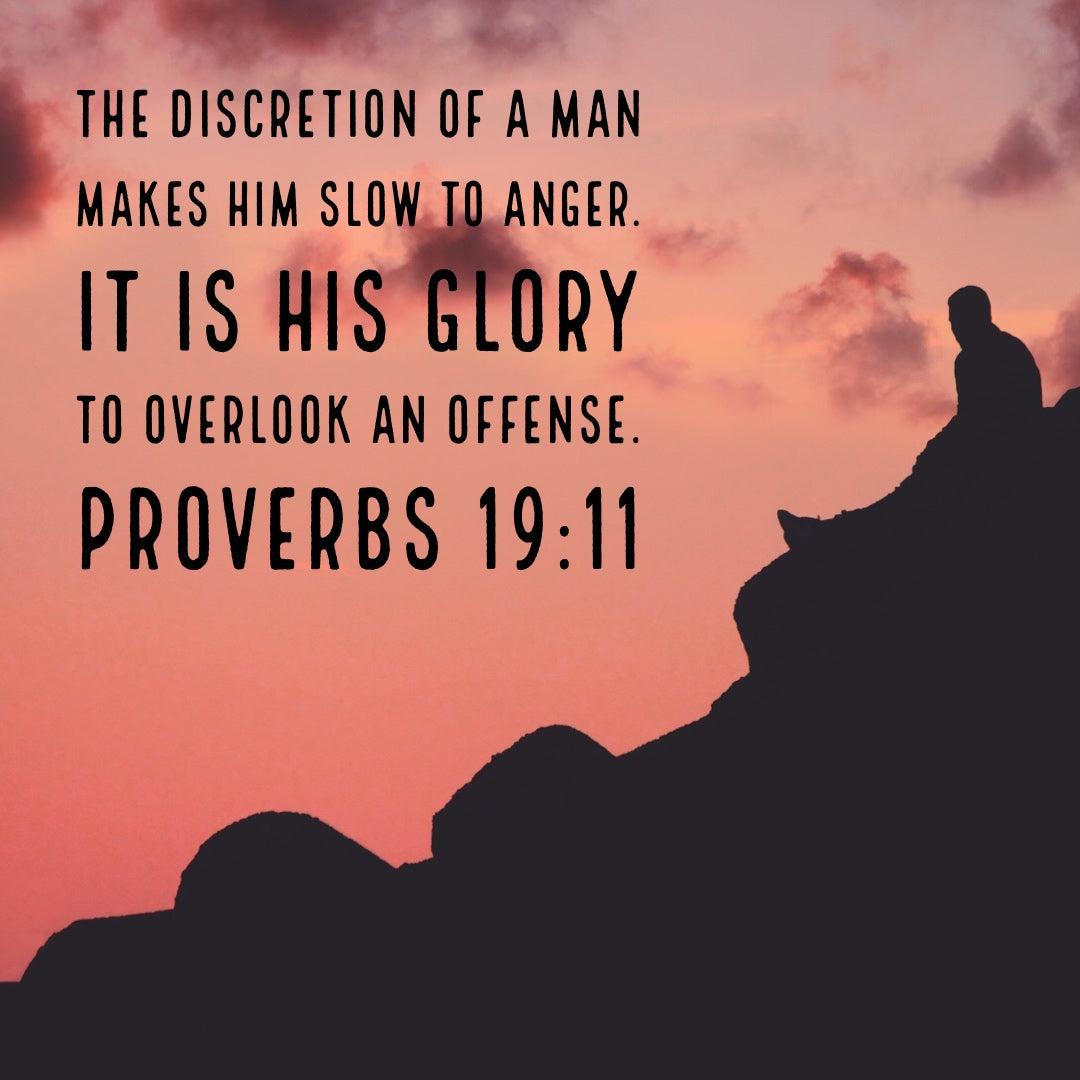 THE DISCRETION OF A MAN
MAKES HIM SLOW TO ANGER.
IT IS HIS GLORY
TO OVERLOOK AN OFFENSE.
PROVERBS 19:11